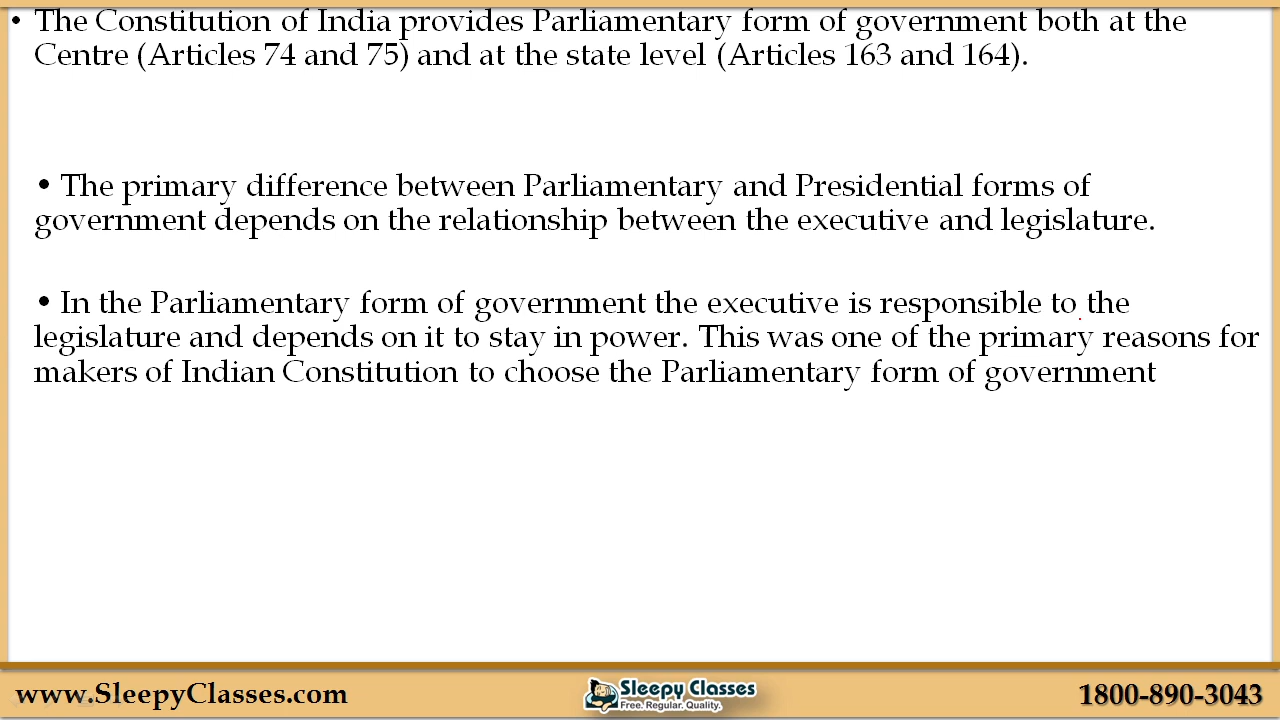 • The Constitution of India provides Parliamentary form of government both at the
Centre (Articles 74 and 75) and at the state level (Articles 163 and 164).
• The primary difference between Parliamentary and Presidential forms of
government depends on the relationship between the executive and legislature.
• In the Parliamentary form of government the executive is responsible to the
legislature and depends on it to stay in power. This was one of the primary reasons for
makers of Indian Constitution to choose the Parliamentary form of government
www.SleepyClasses.com
Sleepy Classes
Free. Regular. Quality.
1800-890-3043